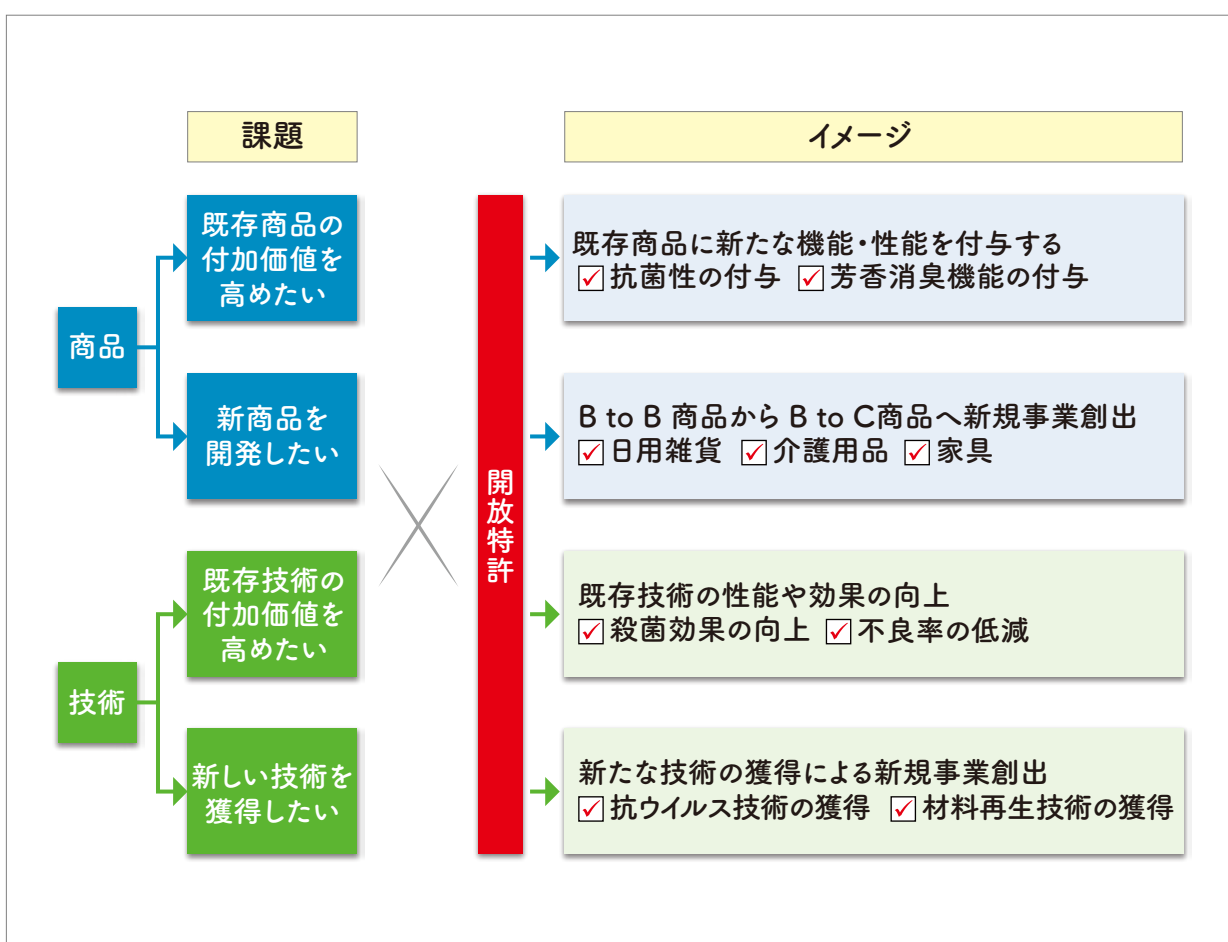 課題
イメージ
商品
既存商品の
付加価値を
高めたい
既存商品に新たな機能・性能を付与する
抗菌性の付与 芳香消臭機能の付与
新商品を
開発したい
B to B 商品から B to C商品へ新規事業創出
日用雑貨 介護用品 家具
開放特許
技術
既存技術の
付加価値を
高めたい
既存技術の性能や効果の向上
殺菌効果の向上 不良率の低減
新しい技術を
獲得したい
新たな技術の獲得による新規事業創出
抗ウイルス技術の獲得 材料再生技術の獲得